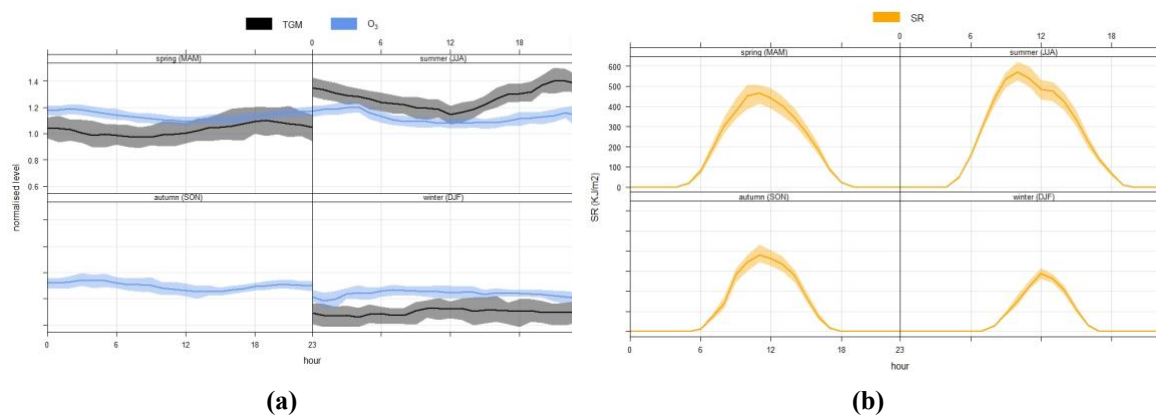 TGM O3
0 6 12 18
spring (MAM) summer (JJA)
1.4
1.2
1.0
0.8
0.6
normalised level
autumn (SON) winter (DJF)
0 6 12 18 23
hour
(a)
SR
0 6 12 18
spring (MAM) summer (JJA)
600
500
400
300
200
100
0
SR (KJ/m2)
autumn (SON) winter (DJF)
0 6 12 18 23
hour
(b)